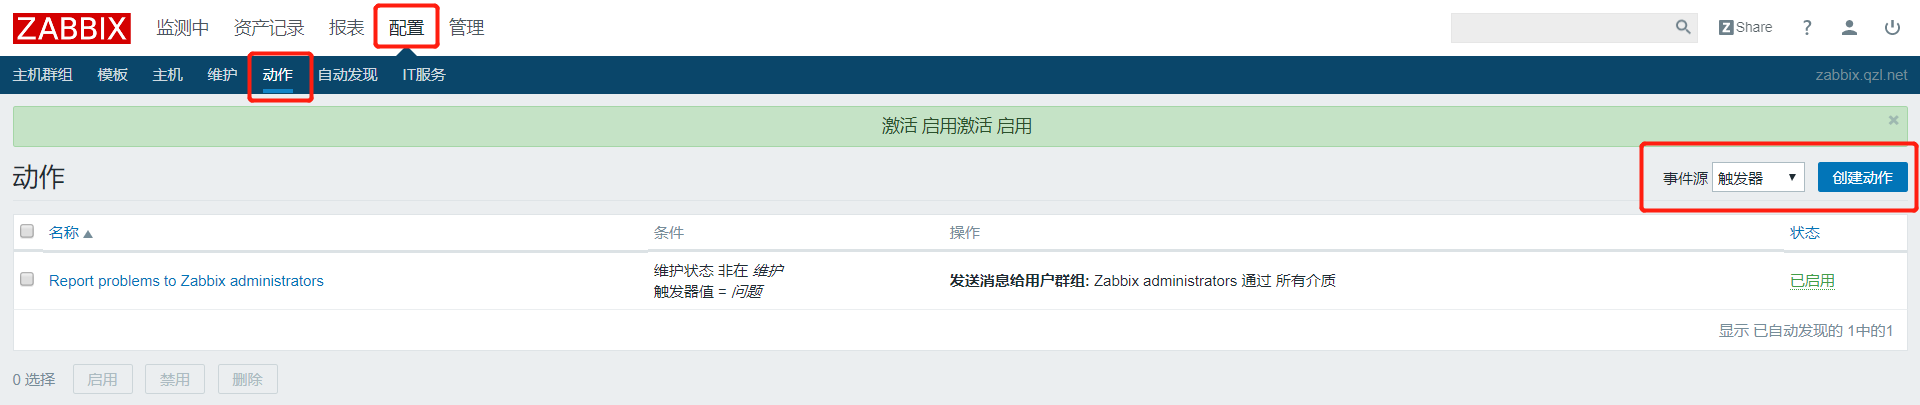 ZABBIX 监测中 资产记录 报表 配置 管理 Share ?
主机群组 模板 主机 维护 动作 自动发现 IT服务 zabbix.qzl.net
激活 启用激活 启用
动作 事件源 触发器 创建动作
名称 条件 操作 状态
Report problems to Zabbix administrators 维护状态 非在 维护 发送消息给用户群组: Zabbix administrators 通过 所有介质 已启用
触发器值 = 问题
显示 已自动发现的 1中的1
0 选择 启用 禁用 删除